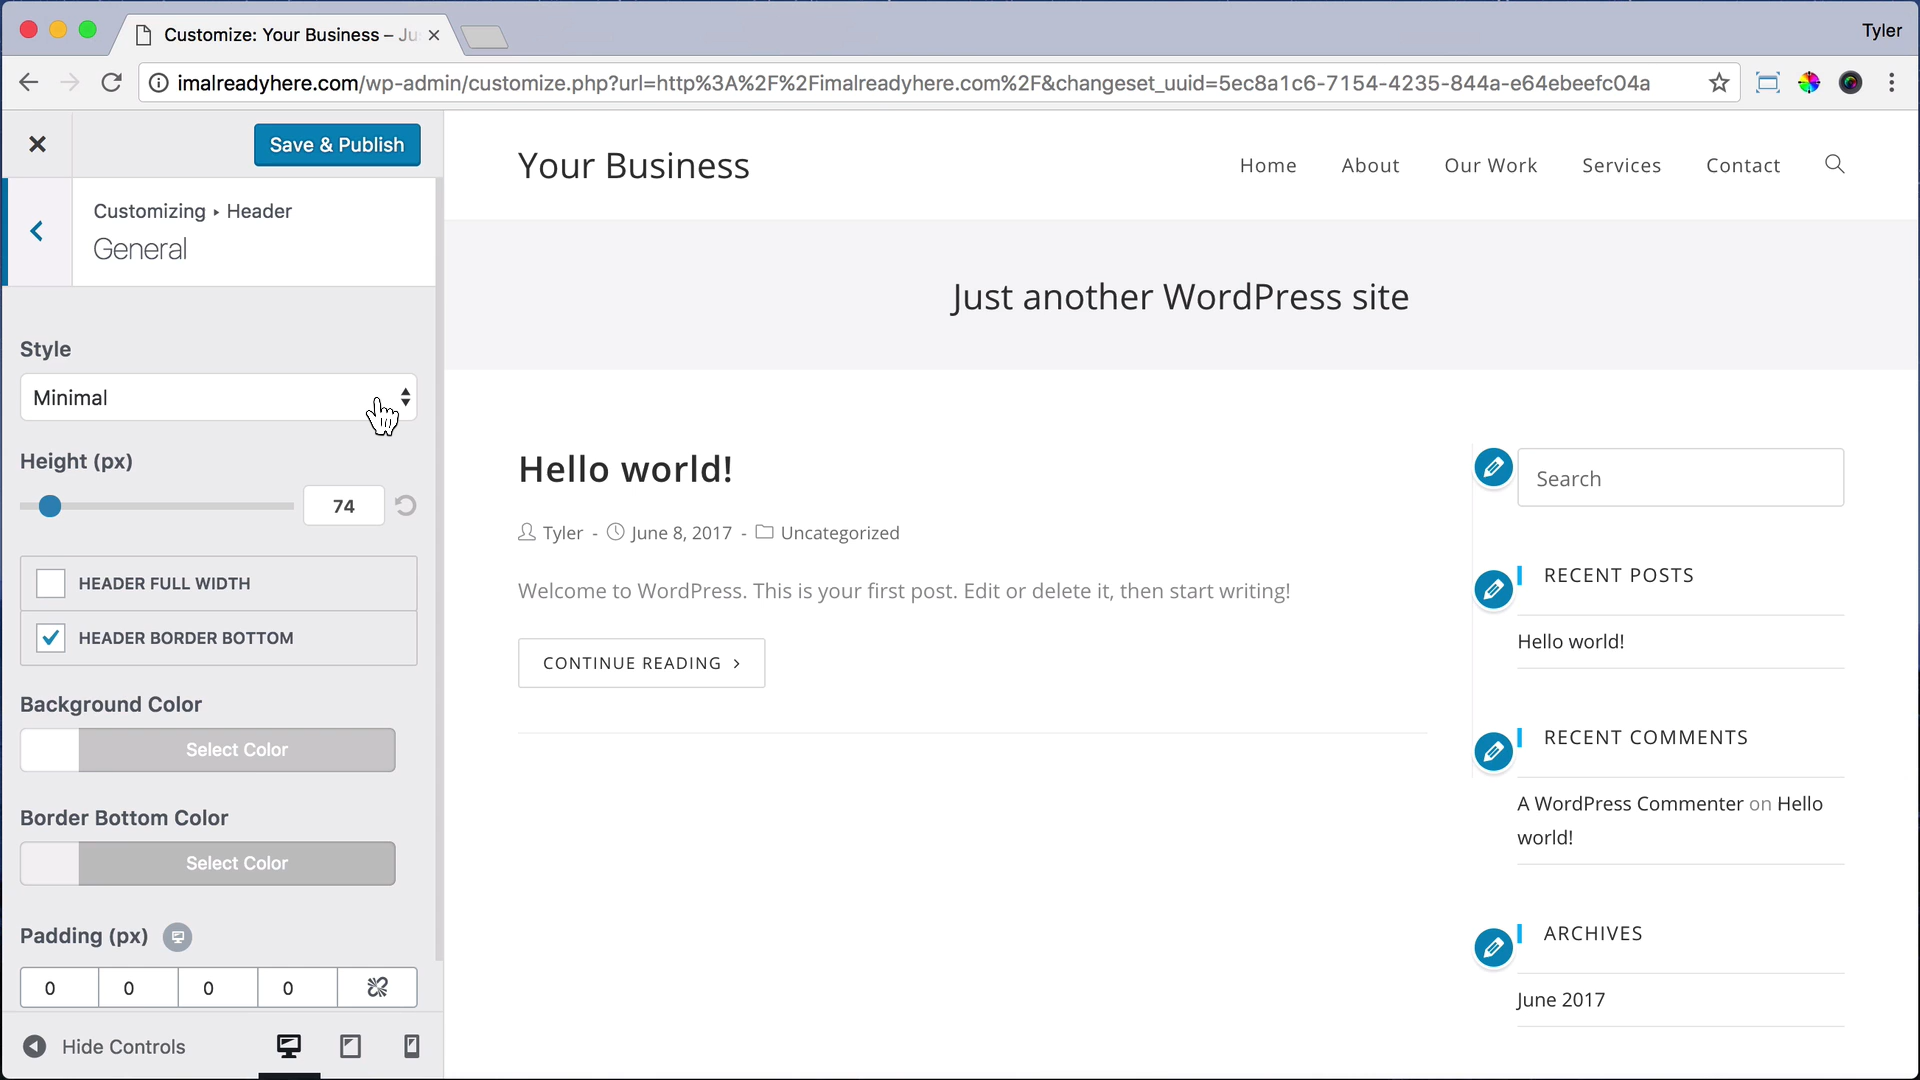 Customize: Your Business – Ju
Tyler
imalreadyhere.com/wp-admin/customize.php?url=http%3A%2F%2Fimalreadyhere.com%2F&changeset_uuid=5ec8a1c6-7154-4235-844a-e64ebeefc04a
Save & Publish
Customizing ▸ Header
General
Style
Minimal
Height (px)
74
HEADER FULL WIDTH
HEADER BORDER BOTTOM
Background Color
Select Color
Border Bottom Color
Select Color
Padding (px)
0 0 0 0
Hide Controls
Your Business
Home About Our Work Services Contact
Just another WordPress site
Hello world!
Tyler - June 8, 2017 - Uncategorized
Welcome to WordPress. This is your first post. Edit or delete it, then start writing!
CONTINUE READING >
Search
RECENT POSTS
Hello world!
RECENT COMMENTS
A WordPress Commenter on Hello
world!
ARCHIVES
June 2017